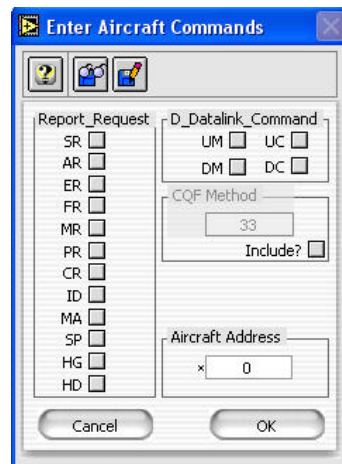 Enter Aircraft Commands
?
Report_Request
SR
AR
ER
FR
MR
PR
CR
ID
MA
SP
HG
HD
D_Datalink_Command
UM UC
DM DC
CQF Method
33
Include?
Aircraft Address
× 0
Cancel OK